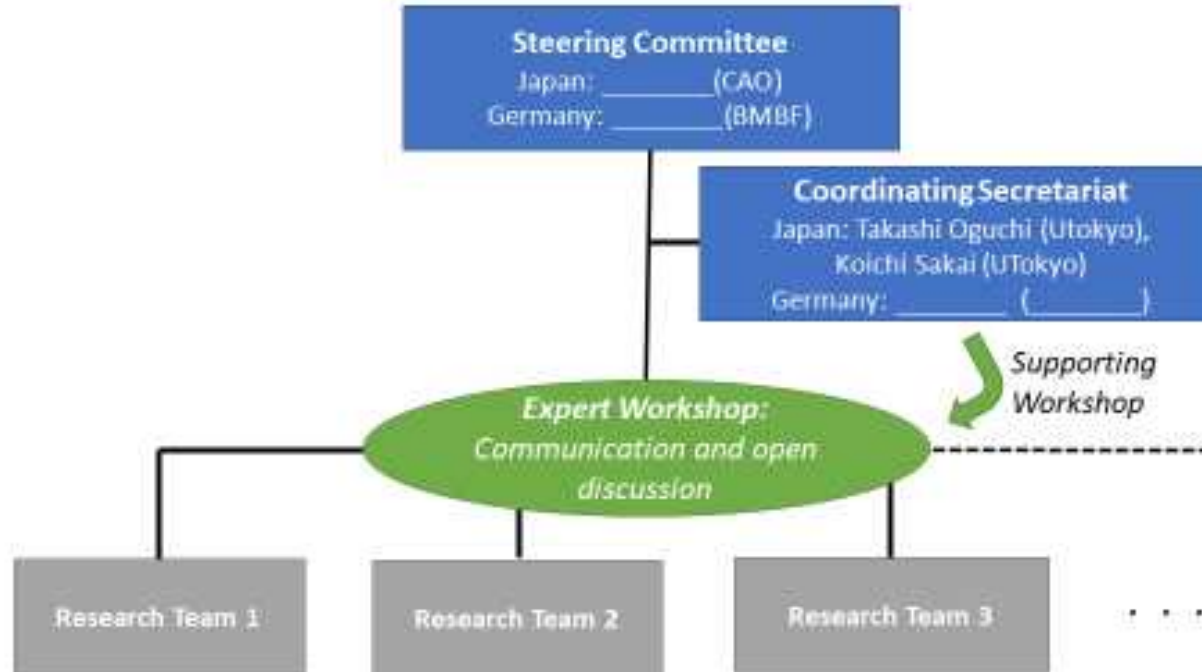 Steering Committee
Japan: ________(CAO)
Germany: ________(BMBF)
Coordinating Secretariat
Japan: Takashi Oguchi (Utokyo),
Koichi Sakai (UTokyo)
Germany: ________ (________)
Supporting
Workshop
Expert Workshop:
Communication and open
discussion
Research Team 1
Research Team 2
Research Team 3
. . .